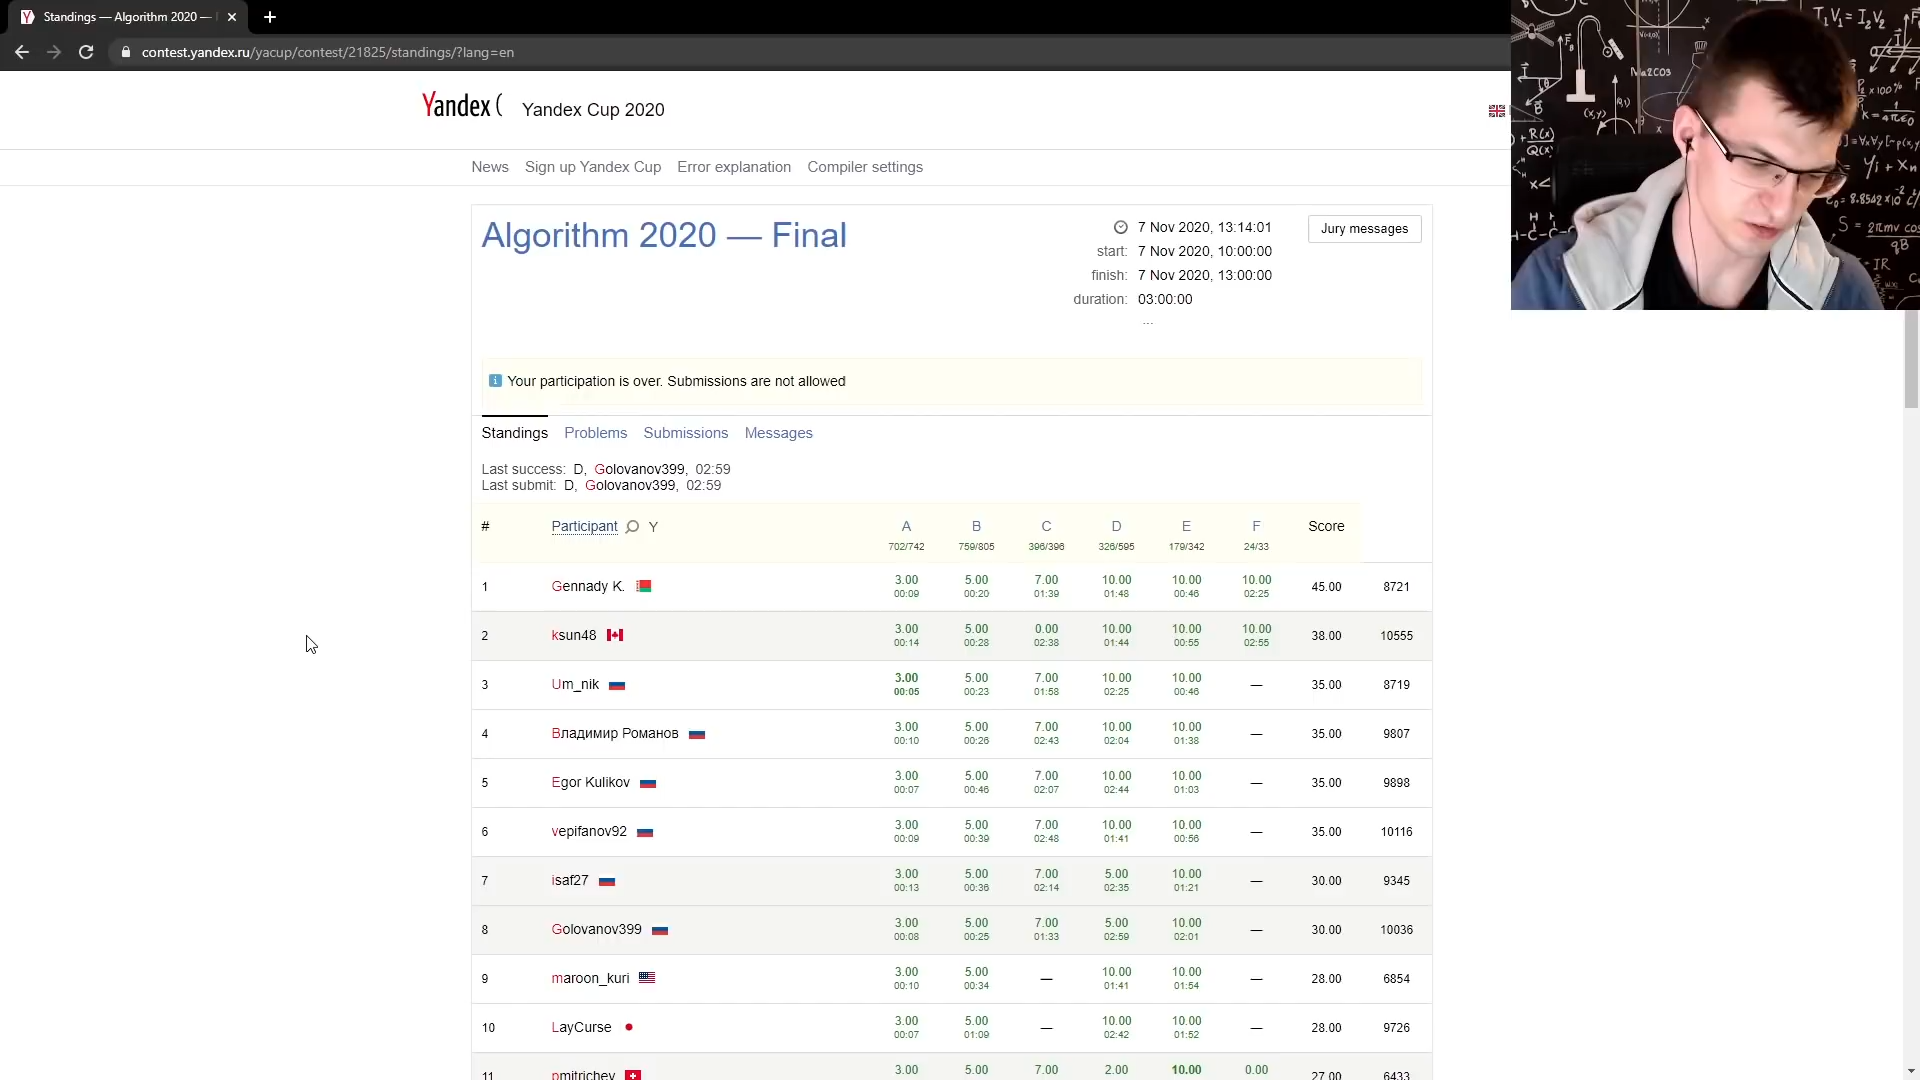 Standings — Algorithm 2020 —
contest.yandex.ru/yacup/contest/21825/standings/?lang=en
Yandex Yandex Cup 2020
News Sign up Yandex Cup Error explanation Compiler settings
Algorithm 2020 — Final
7 Nov 2020, 13:14:01
start: 7 Nov 2020, 10:00:00
finish: 7 Nov 2020, 13:00:00
duration: 03:00:00
...
Jury messages
Your participation is over. Submissions are not allowed
Standings Problems Submissions Messages
Last success: D, Golovanov399, 02:59
Last submit: D, Golovanov399, 02:59
# Participant Y A B C D E F Score
702/742 759/805 396/396 326/595 179/342 24/33
1 Gennady K. 3.00 5.00 7.00 10.00 10.00 10.00 45.00 8721
00:09 00:20 01:39 01:48 00:46 02:25
2 ksun48 3.00 5.00 0.00 10.00 10.00 10.00 38.00 10555
00:14 00:28 02:38 01:44 00:55 02:55
3 Um_nik 3.00 5.00 7.00 10.00 10.00 — 35.00 8719
00:05 00:23 01:58 02:25 00:46
4 Владимир Романов 3.00 5.00 7.00 10.00 10.00 — 35.00 9807
00:10 00:26 02:43 02:04 01:38
5 Egor Kulikov 3.00 5.00 7.00 10.00 10.00 — 35.00 9898
00:07 00:46 02:07 02:44 01:03
6 vepifanov92 3.00 5.00 7.00 10.00 10.00 — 35.00 10116
00:09 00:39 02:48 01:41 00:56
7 isaf27 3.00 5.00 7.00 5.00 10.00 — 30.00 9345
00:13 00:36 02:14 02:35 01:21
8 Golovanov399 3.00 5.00 7.00 5.00 10.00 — 30.00 10036
00:08 00:25 01:33 02:59 02:01
9 maroon_kuri 3.00 5.00 — 10.00 10.00 — 28.00 6854
00:10 00:34 01:41 01:54
10 LayCurse 3.00 5.00 — 10.00 10.00 — 28.00 9726
00:07 01:09 02:42 01:52
11 pmitrichev 3.00 5.00 7.00 2.00 10.00 0.00 27.00 6433